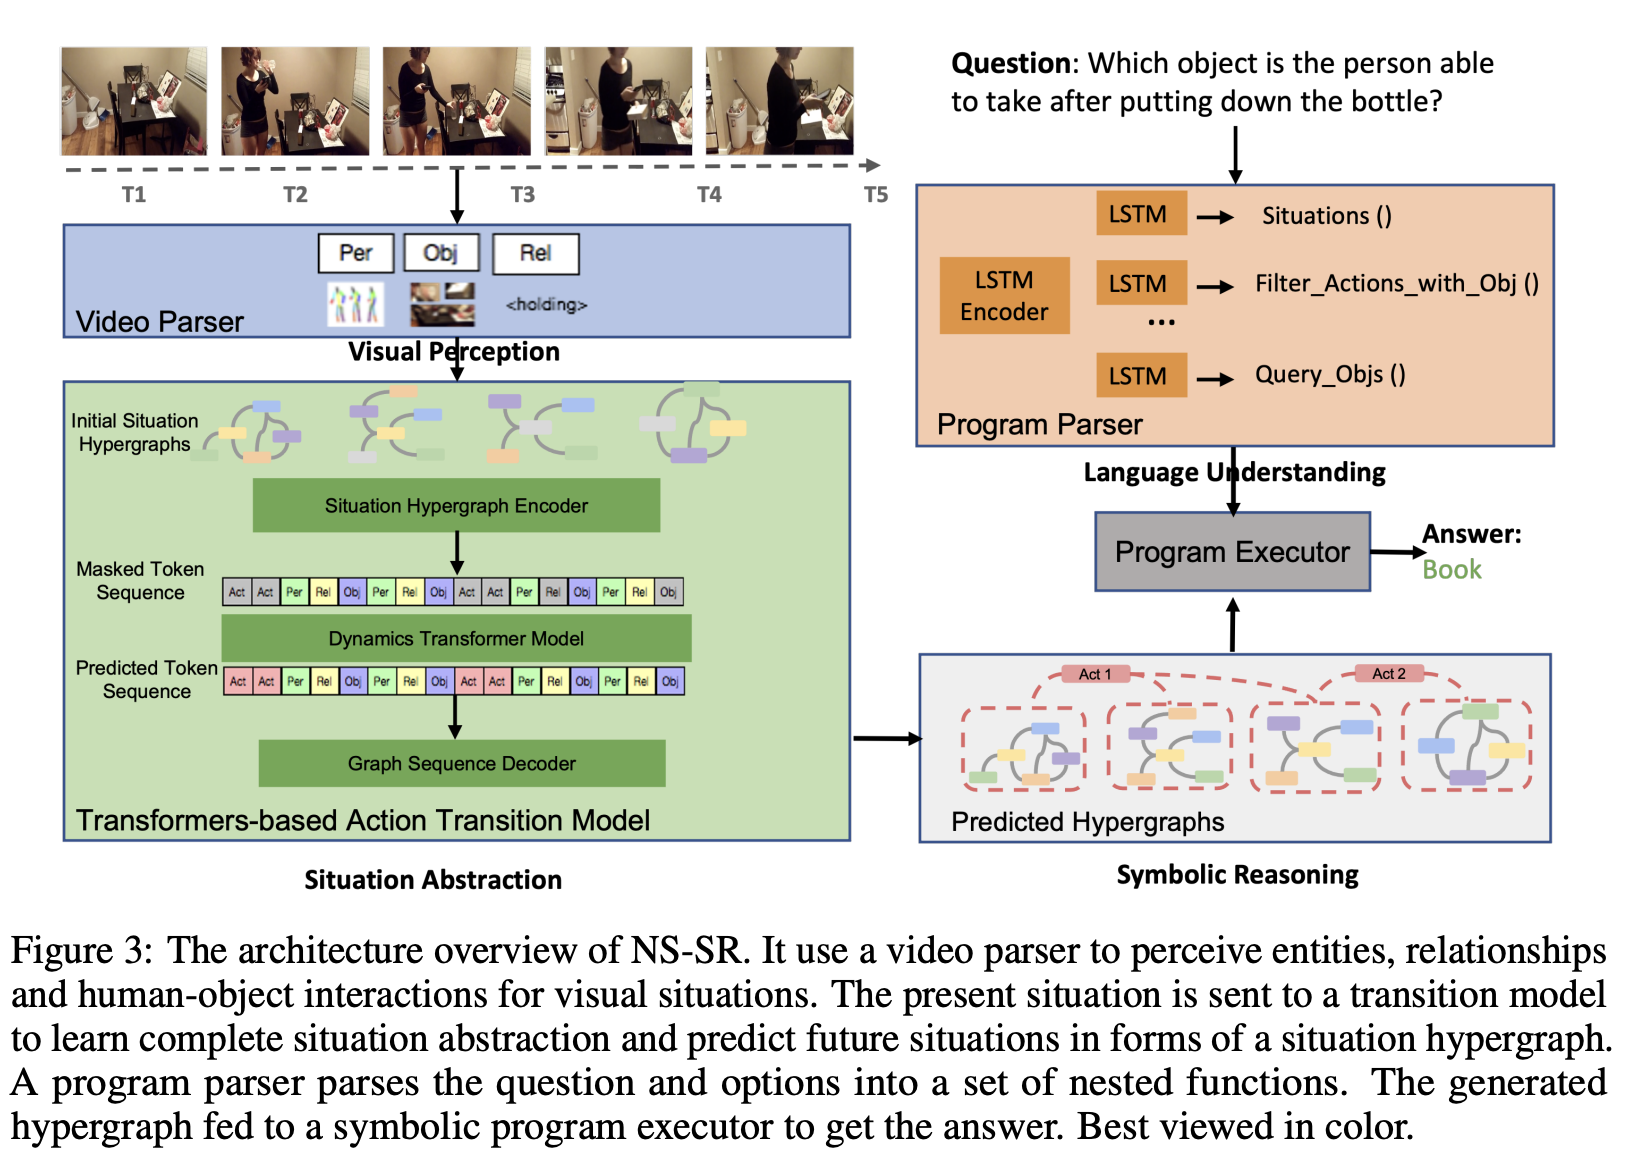 T1 T2 T3 T4 T5
Per Obj Rel
<holding>
Video Parser
Visual Perception
Initial Situation
Hypergraphs
Situation Hypergraph Encoder
Masked Token
Sequence
Act Act Per Rel Obj Per Rel Obj Act Act Per Rel Obj Per Rel Obj
Dynamics Transformer Model
Predicted Token
Sequence
Act Act Per Rel Obj Per Rel Obj Act Act Per Rel Obj Per Rel Obj
Graph Sequence Decoder
Transformers-based Action Transition Model
Situation Abstraction
Question: Which object is the person able
to take after putting down the bottle?
LSTM Situations ()
LSTM
Encoder
LSTM Filter_Actions_with_Obj ()
...
LSTM Query_Objs ()
Program Parser
Language Understanding
Program Executor
Answer:
Book
Act 1 Act 2
Predicted Hypergraphs
Symbolic Reasoning
Figure 3: The architecture overview of NS-SR. It use a video parser to perceive entities, relationships
and human-object interactions for visual situations. The present situation is sent to a transition model
to learn complete situation abstraction and predict future situations in forms of a situation hypergraph.
A program parser parses the question and options into a set of nested functions. The generated
hypergraph fed to a symbolic program executor to get the answer. Best viewed in color.